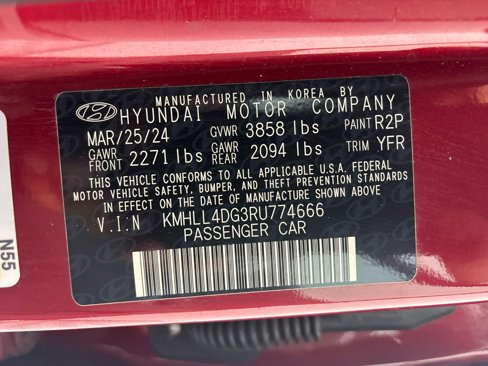 MANUFACTURED IN KOREA BY
HYUNDAI MOTOR COMPANY
MAR/25/24 GVWR 3858 lbs PAINT R2P
GAWR FRONT 2271 lbs GAWR REAR 2094 lbs TRIM YFR
THIS VEHICLE CONFORMS TO ALL APPLICABLE U.S.A. FEDERAL
MOTOR VEHICLE SAFETY, BUMPER, AND THEFT PREVENTION STANDARDS
IN EFFECT ON THE DATE OF MANUFACTURE SHOWN ABOVE.
V.I.N KMHLL4DG3RU774666
PASSENGER CAR
N55